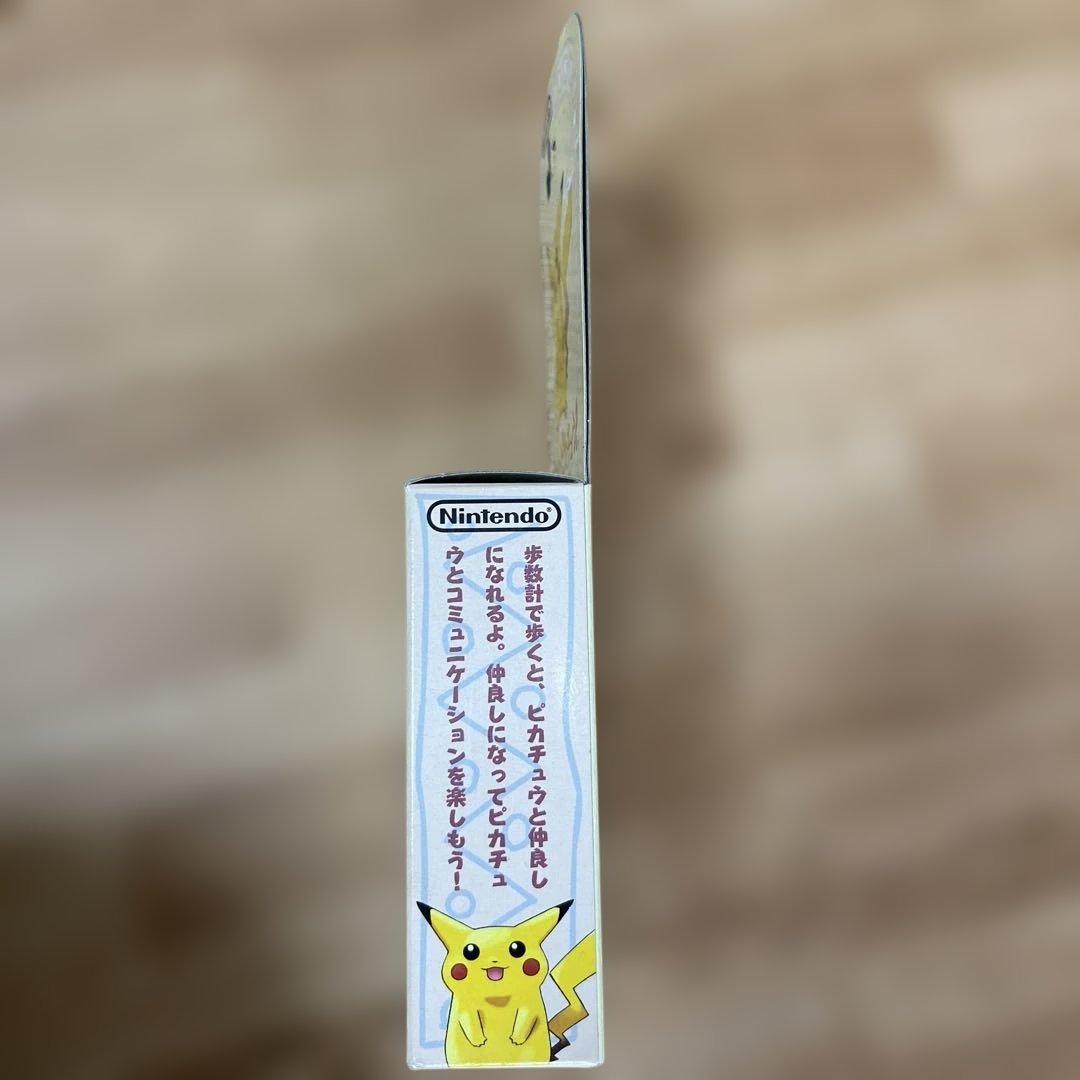 Nintendo®
歩数計で歩くと、ピカチュウと仲良し
になれるよ。仲良しになってピカチュ
ウとコミュニケーションを楽しもう!